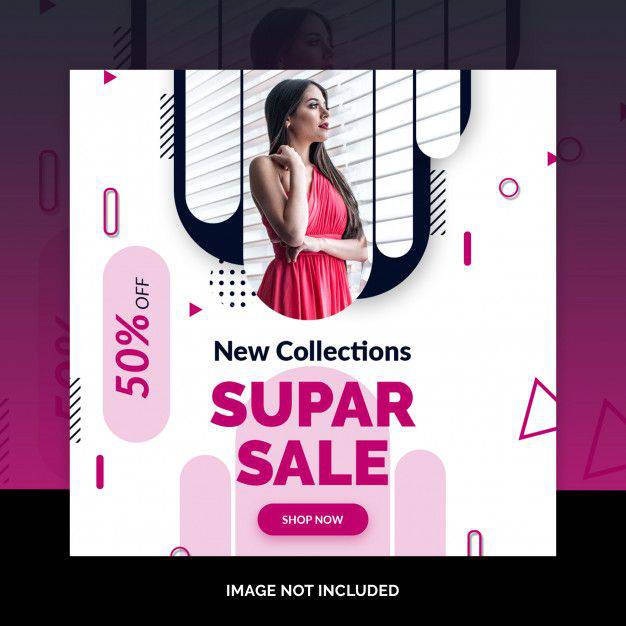 50% OFF
New Collections
SUPAR
SALE
SHOP NOW
IMAGE NOT INCLUDED